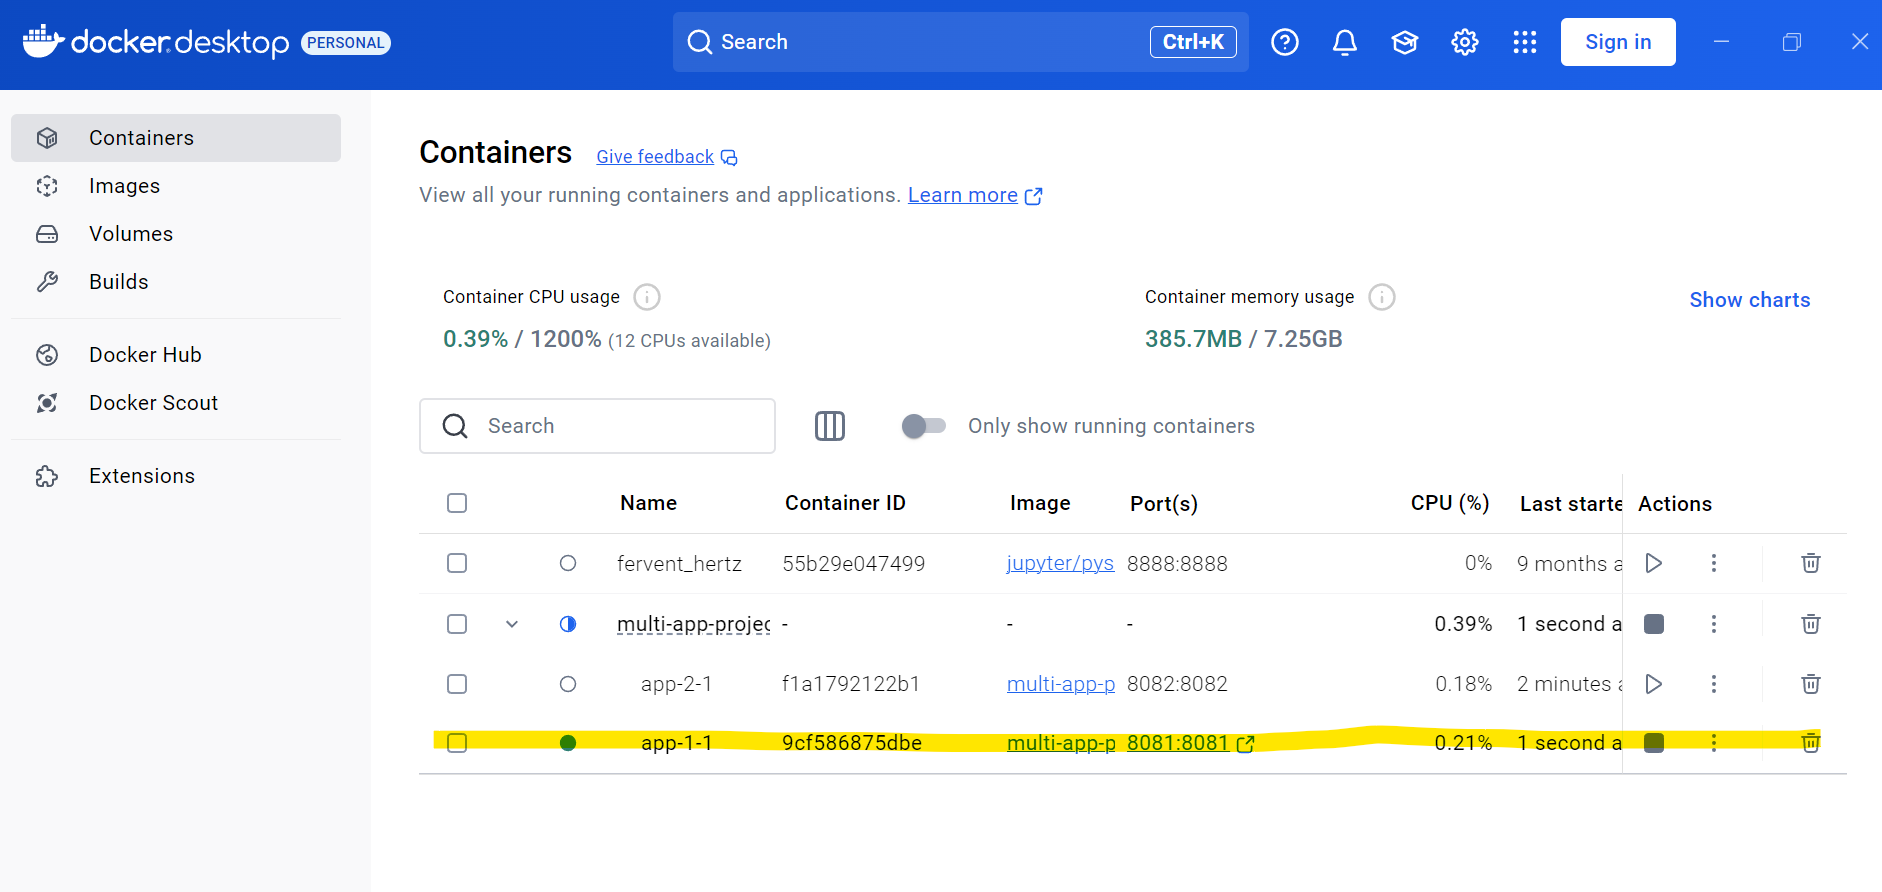 docker desktop PERSONAL
Search Ctrl+K
Sign in
Containers
Images
Volumes
Builds
Docker Hub
Docker Scout
Extensions
Containers Give feedback
View all your running containers and applications. Learn more
Container CPU usage
0.39% / 1200% (12 CPUs available)
Container memory usage
385.7MB / 7.25GB
Show charts
Search
Only show running containers
Name Container ID Image Port(s) CPU (%) Last starte Actions
fervent_hertz 55b29e047499 jupyter/pys 8888:8888 0% 9 months a
multi-app-projec - - - 0.39% 1 second a
app-2-1 f1a1792122b1 multi-app-p 8082:8082 0.18% 2 minutes a
app-1-1 9cf586875dbe multi-app-p 8081:8081 0.21% 1 second a